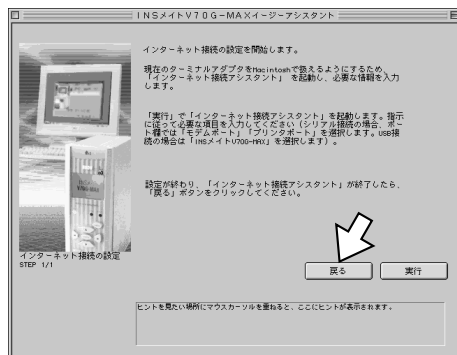 INSメイトV70G-MAXイージーアシスタント
インターネット接続の設定を開始します。
現在のターミナルアダプタをMacintoshで扱えるようにするため、
「インターネット接続アシスタント」 を起動し、必要な情報を入力
します。
「実行」で「インターネット接続アシスタント」を起動します。指示
に従って必要な項目を入力してください（シリアル接続の場合、ポー
ト欄では「モデムポート」「プリンタポート」を選択します。USB接
続の場合は「INSメイトV70G-MAX」を選択します）。
設定が終わり、「インターネット接続アシスタント」が終了したら、
「戻る」ボタンをクリックしてください。
インターネット接続の設定
STEP 1/1
戻る
実行
ヒントを見たい場所にマウスカーソルを重ねると、ここにヒントが表示されます。